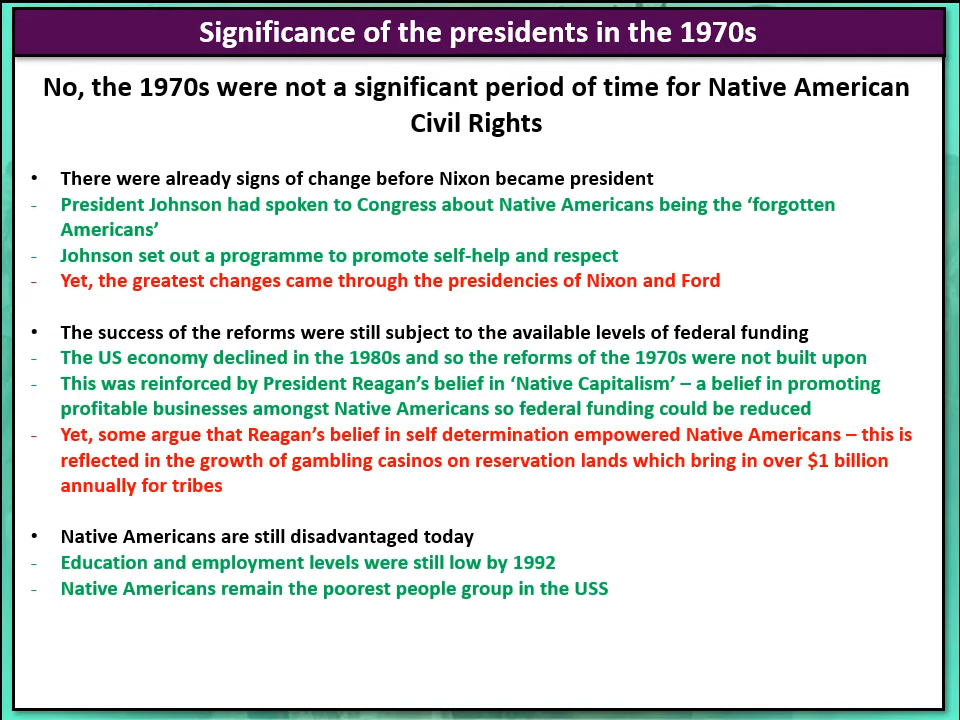 Significance of the presidents in the 1970s
No, the 1970s were not a significant period of time for Native American
Civil Rights
• There were already signs of change before Nixon became president
- President Johnson had spoken to Congress about Native Americans being the ‘forgotten
Americans’
- Johnson set out a programme to promote self-help and respect
- Yet, the greatest changes came through the presidencies of Nixon and Ford
• The success of the reforms were still subject to the available levels of federal funding
- The US economy declined in the 1980s and so the reforms of the 1970s were not built upon
- This was reinforced by President Reagan’s belief in ‘Native Capitalism’ – a belief in promoting
profitable businesses amongst Native Americans so federal funding could be reduced
- Yet, some argue that Reagan’s belief in self determination empowered Native Americans – this is
reflected in the growth of gambling casinos on reservation lands which bring in over $1 billion
annually for tribes
• Native Americans are still disadvantaged today
- Education and employment levels were still low by 1992
- Native Americans remain the poorest people group in the USS